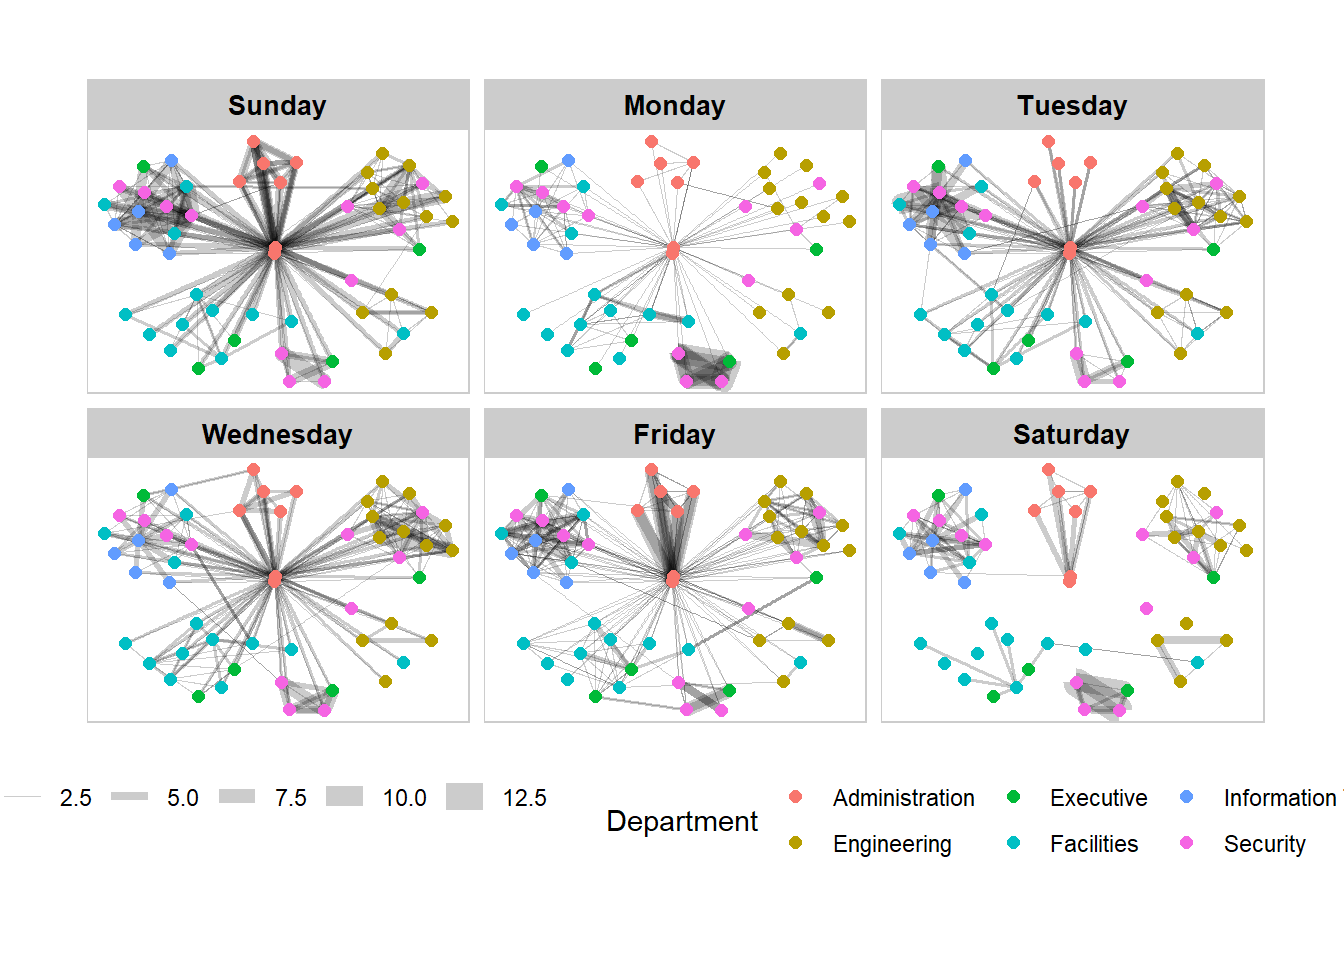 Sunday Monday Tuesday
Wednesday Friday Saturday
2.5 5.0 7.5 10.0 12.5
Department
Administration Executive Information
Engineering Facilities Security